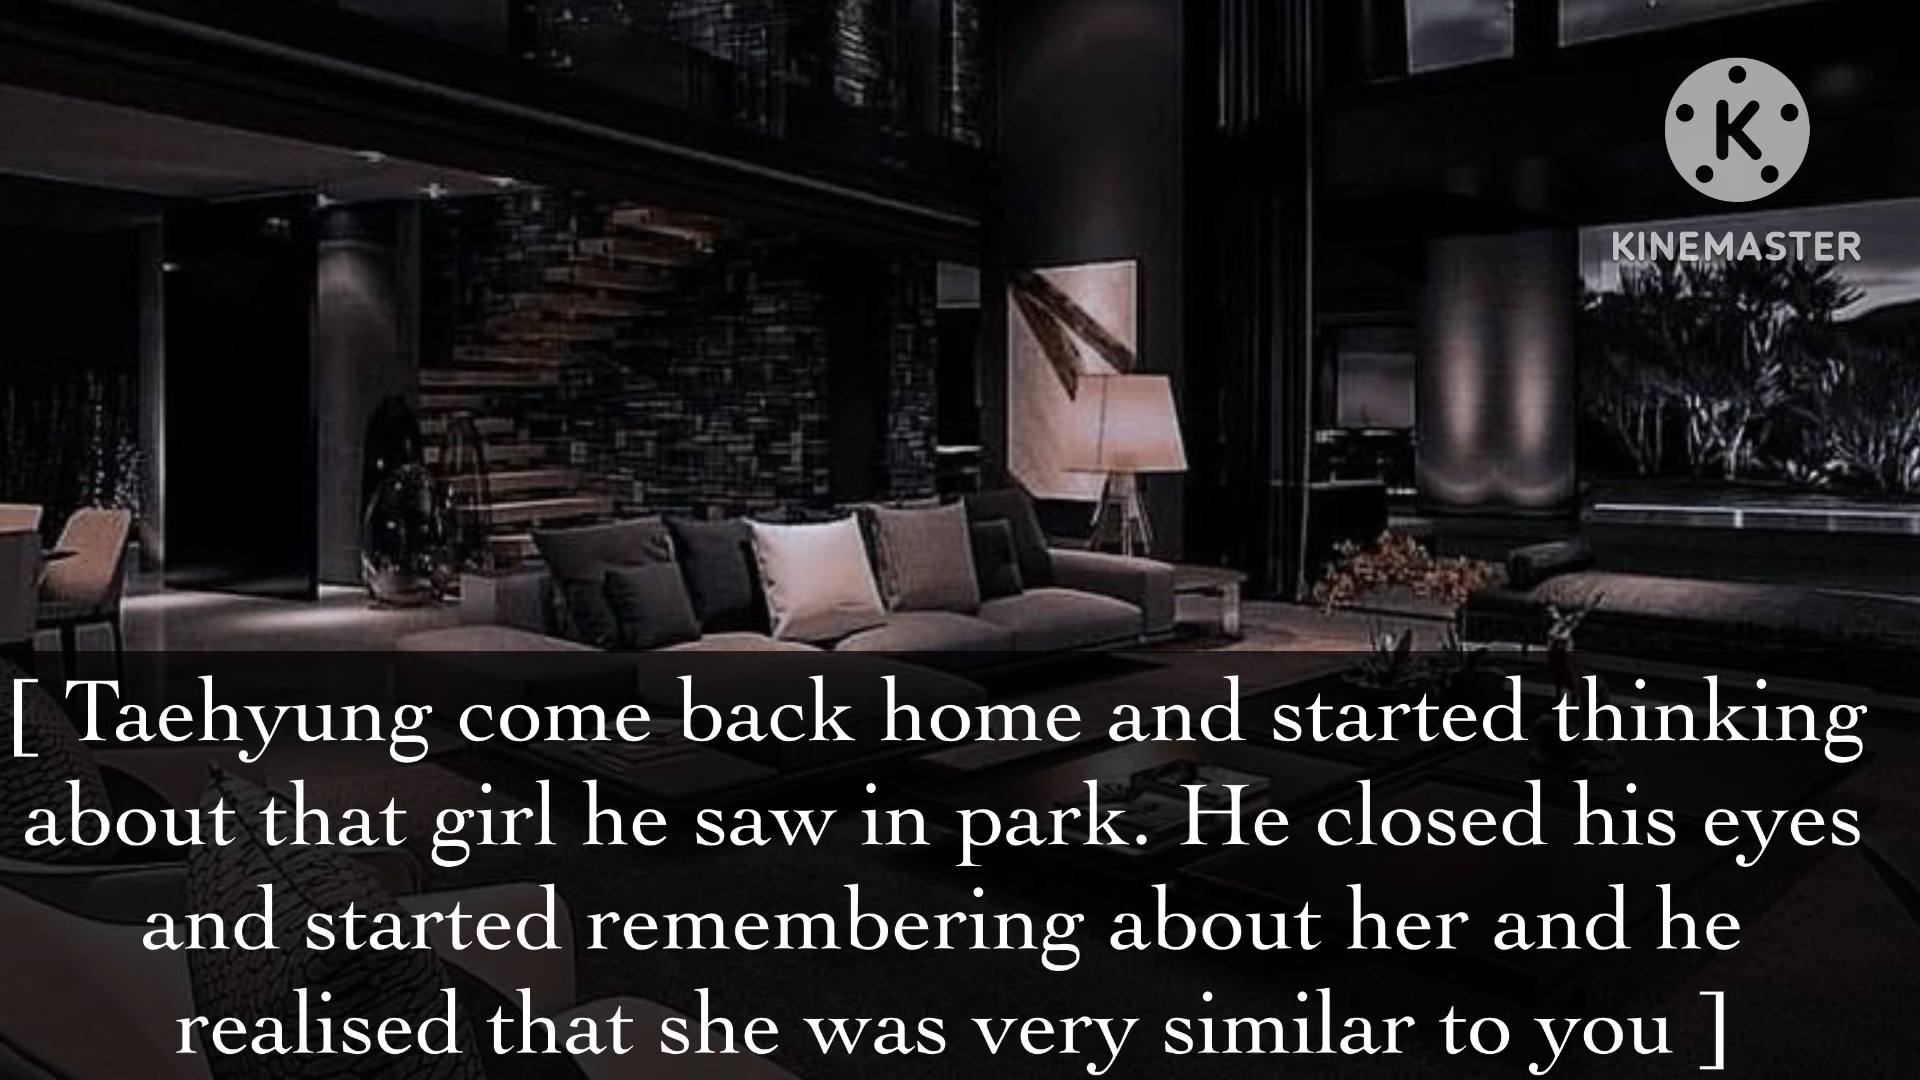 K
KINEMASTER
[ Taehyung come back home and started thinking
about that girl he saw in park. He closed his eyes
and started remembering about her and he
realised that she was very similar to you ]